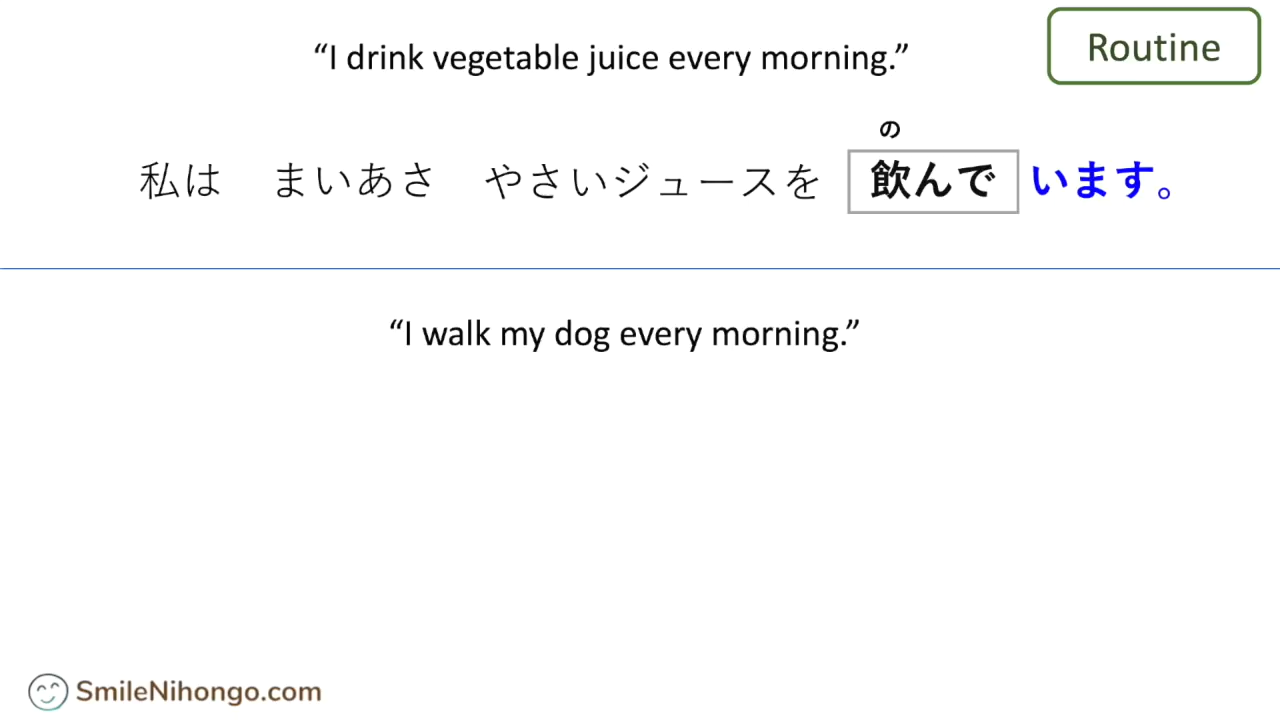 Routine
“I drink vegetable juice every morning.”
の
私は まいあさ やさいジュースを 飲んで います。
“I walk my dog every morning.”
SmileNihongo.com